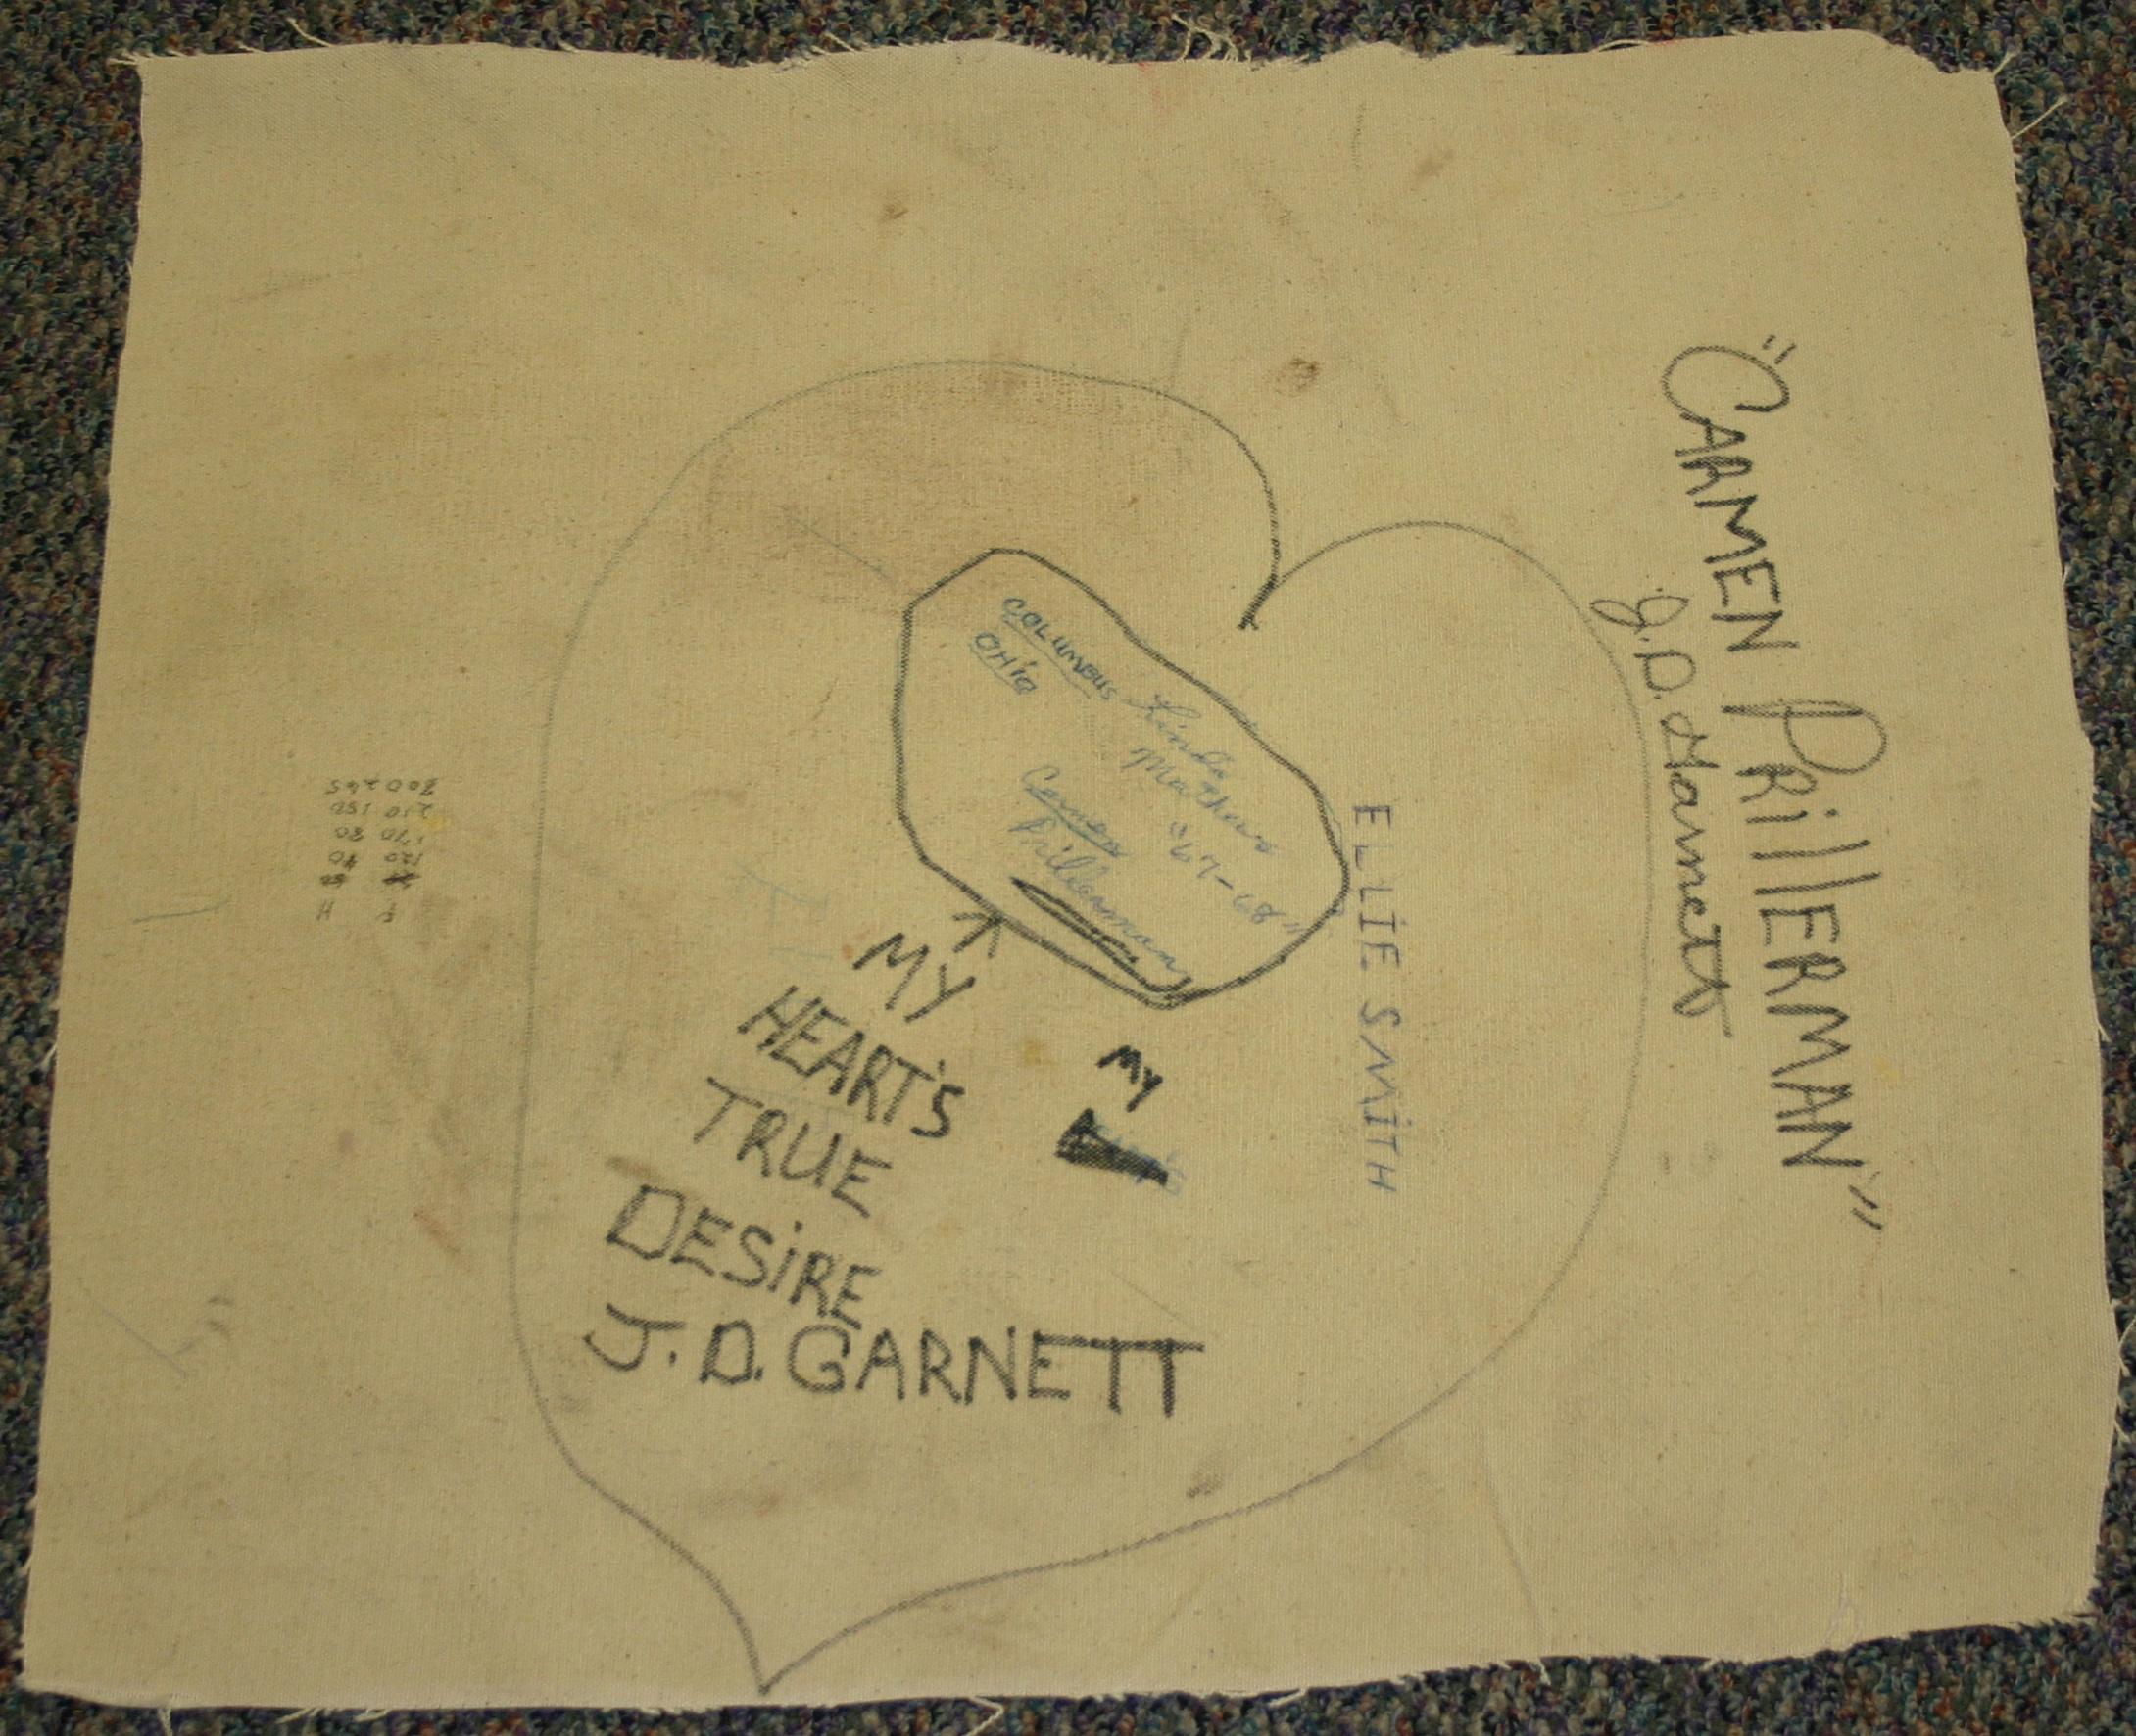 "CARMEN PRiLLERMAN"
J.D. Garnett
COLUMBUS
OHiO
Linda
Mathews
"67-68"
Carmen
Prillerman
ELLiE SMiTH
MY
HEART'S
TRUE
DESiRE
J.D. GARNETT
MY